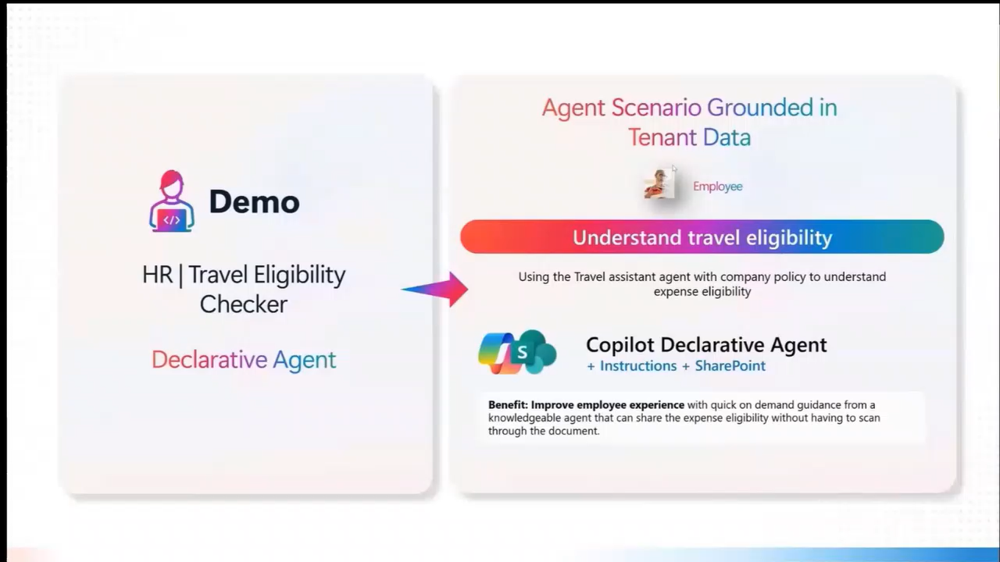 Demo
HR | Travel Eligibility
Checker
Declarative Agent
Agent Scenario Grounded in
Tenant Data
Employee
Understand travel eligibility
Using the Travel assistant agent with company policy to understand
expense eligibility
S
Copilot Declarative Agent
+ Instructions + SharePoint
Benefit: Improve employee experience with quick on demand guidance from a
knowledgeable agent that can share the expense eligibility without having to scan
through the document.